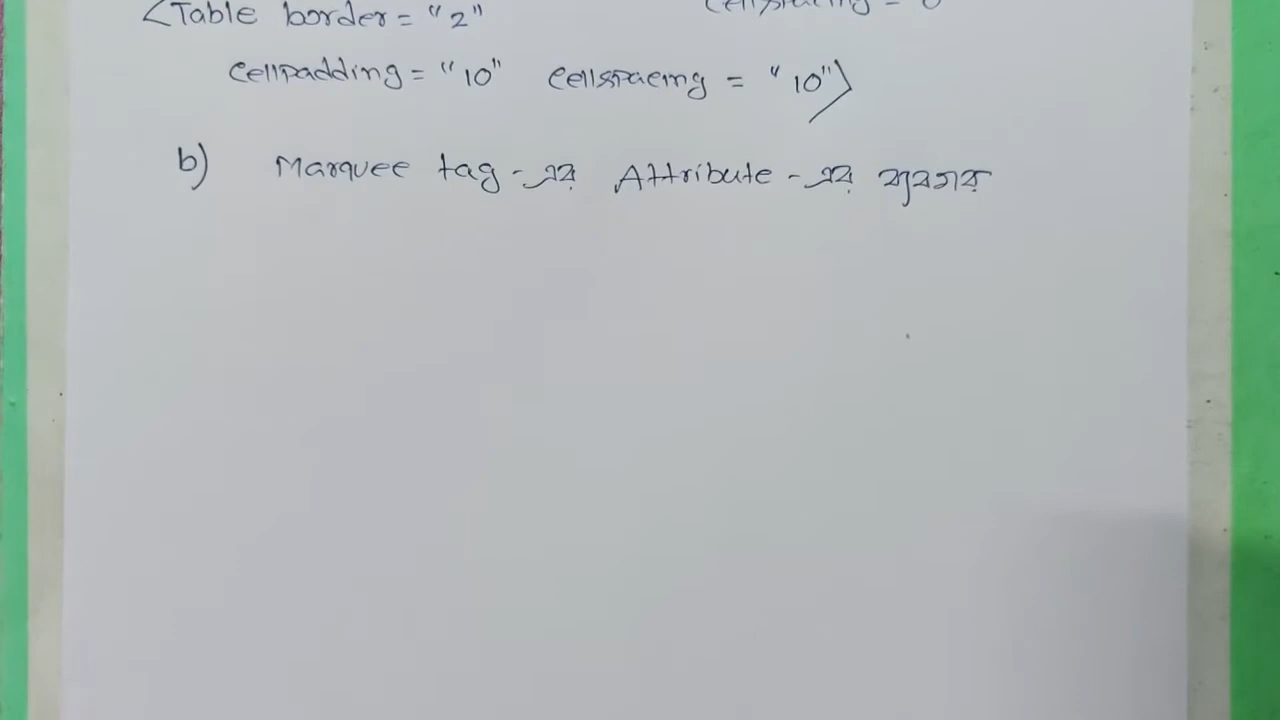 <Table border = "2"
cellpadding = "10" cellspacing = "10">
b) Marquee tag-এর Attribute-এর ব্যবহার